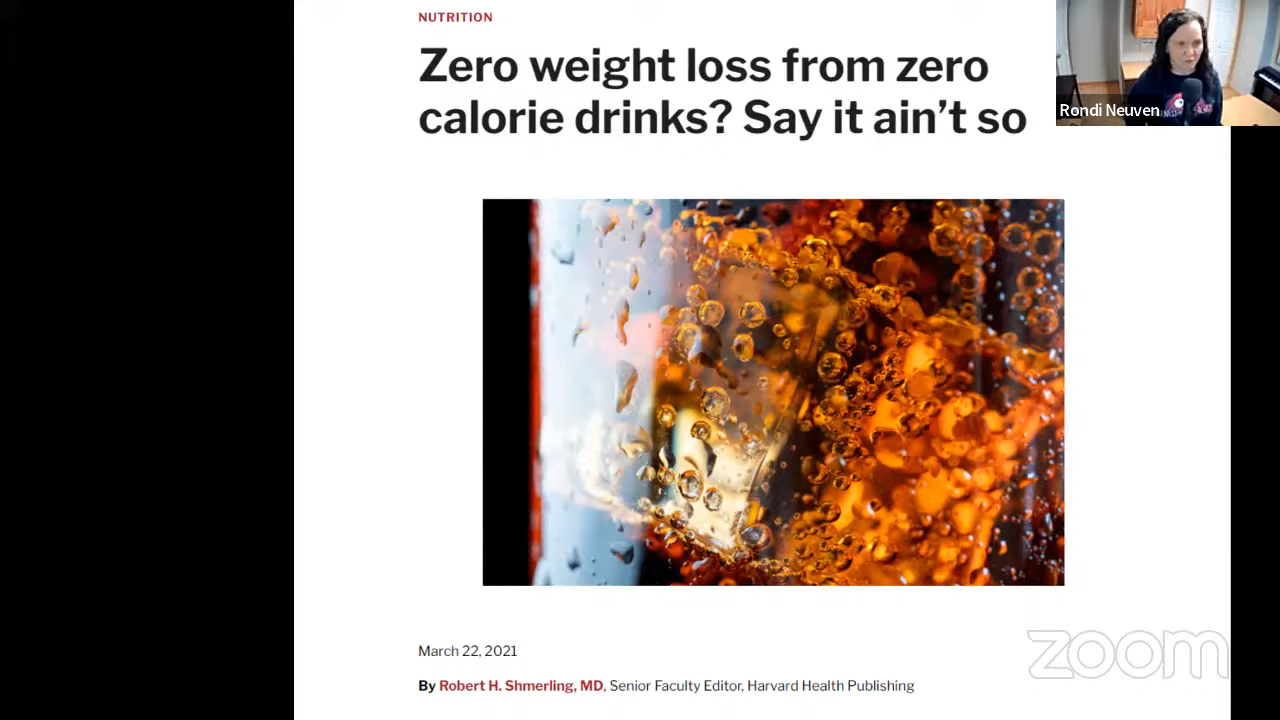 NUTRITION
Zero weight loss from zero
calorie drinks? Say it ain’t so
Rondi Neuven
March 22, 2021
By Robert H. Shmerling, MD, Senior Faculty Editor, Harvard Health Publishing
zoom